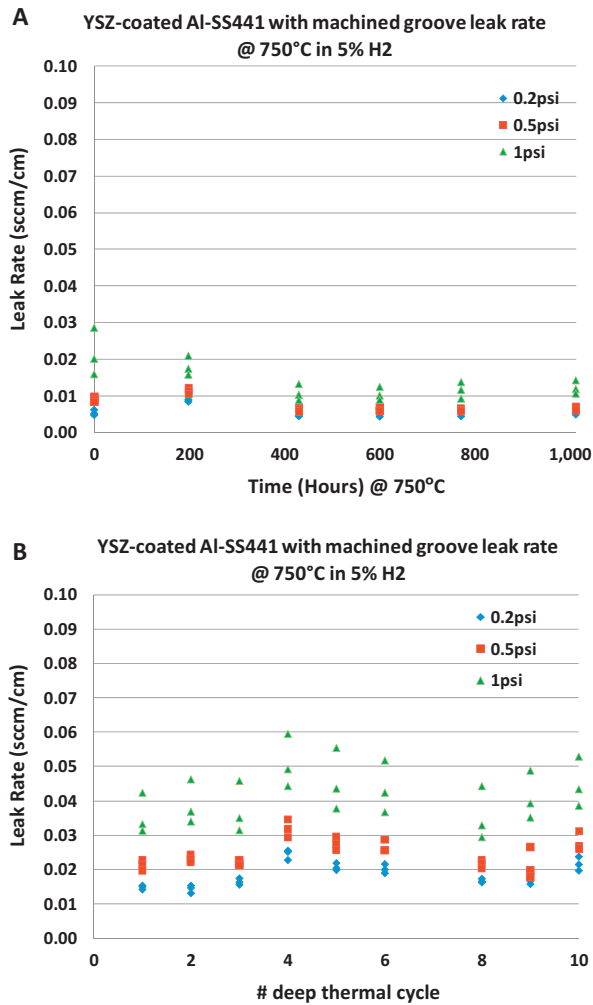 A
YSZ-coated Al-SS441 with machined groove leak rate
@ 750°C in 5% H2
0.10
0.09
0.08
0.07
0.06
0.05
0.04
0.03
0.02
0.01
0.00
Leak Rate (sccm/cm)
0.2psi
0.5psi
1psi
0 200 400 600 800 1,000
Time (Hours) @ 750°C
B
YSZ-coated Al-SS441 with machined groove leak rate
@ 750°C in 5% H2
0.10
0.09
0.08
0.07
0.06
0.05
0.04
0.03
0.02
0.01
0.00
Leak Rate (sccm/cm)
0.2psi
0.5psi
1psi
0 2 4 6 8 10
# deep thermal cycle